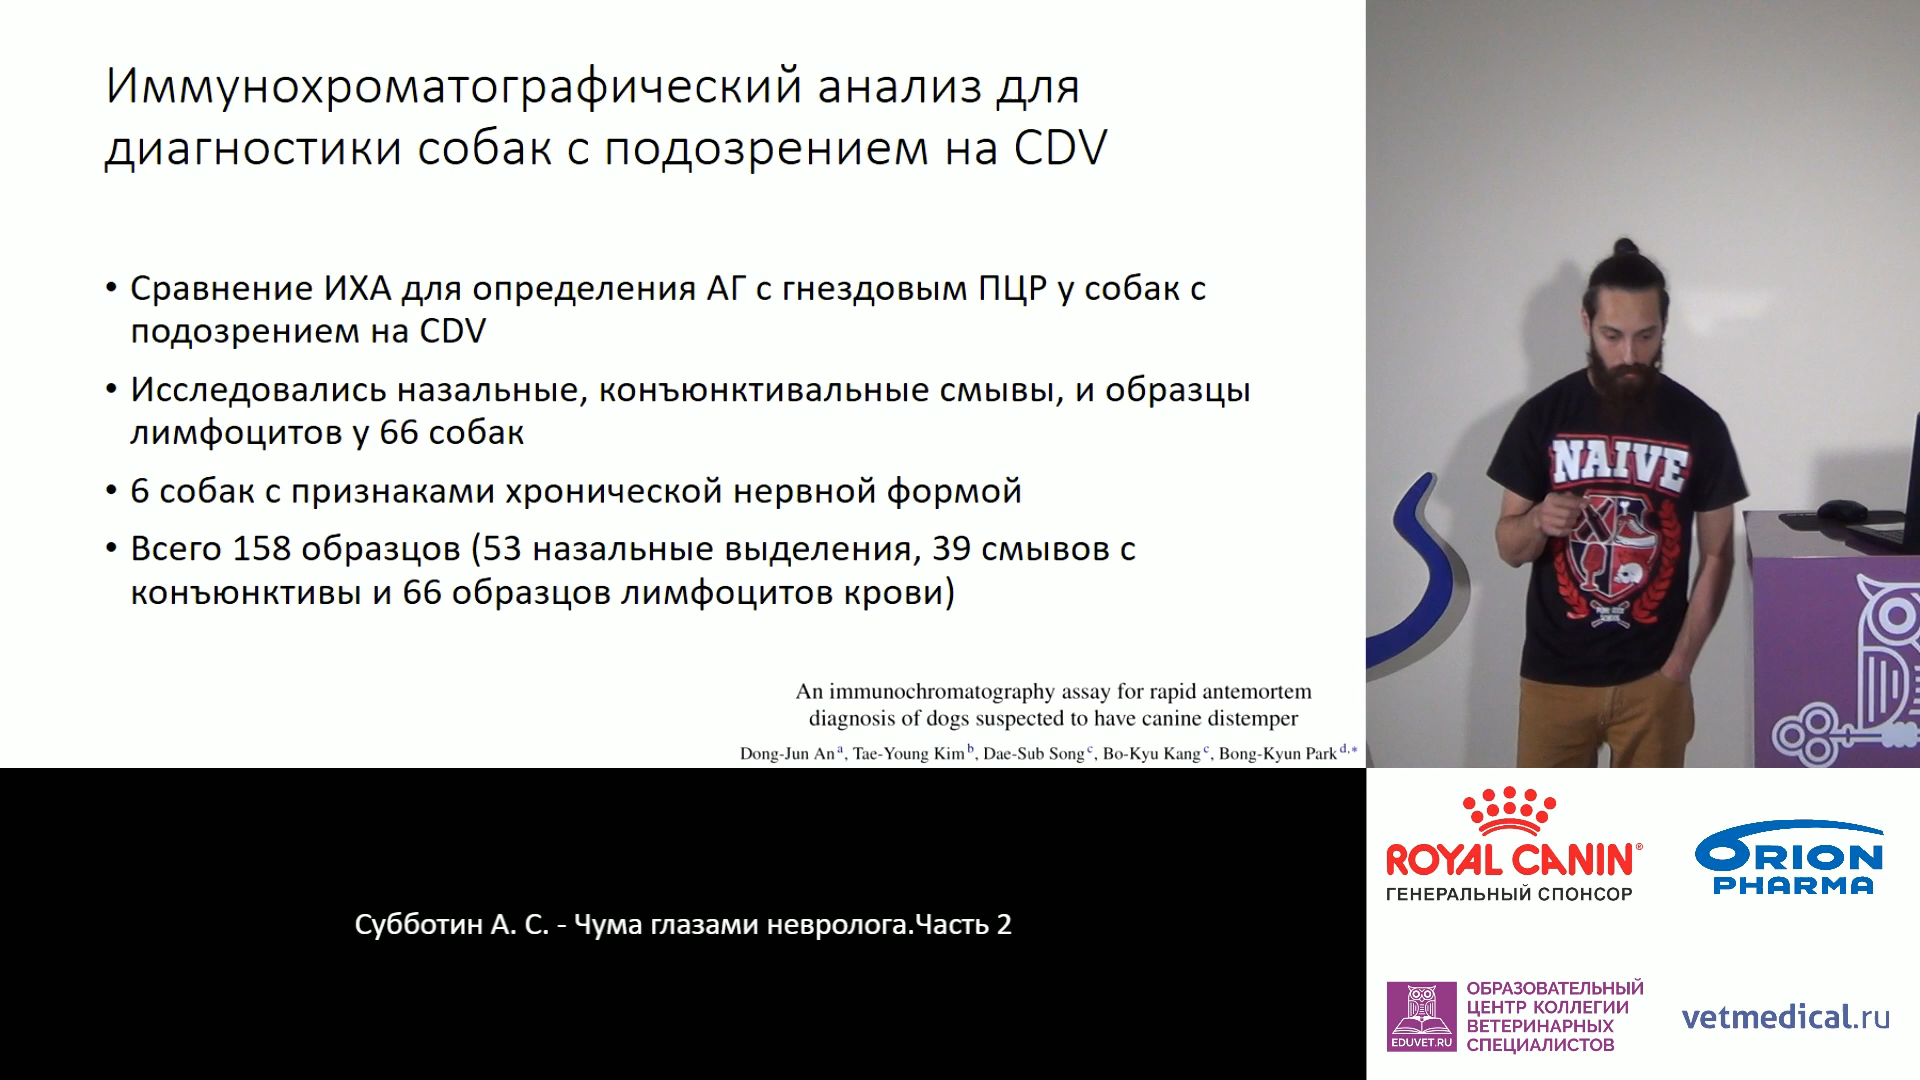 Иммунохроматографический анализ для
диагностики собак с подозрением на CDV
• Сравнение ИХА для определения АГ с гнездовым ПЦР у собак с
подозрением на CDV
• Исследовались назальные, конъюнктивальные смывы, и образцы
лимфоцитов у 66 собак
• 6 собак с признаками хронической нервной формой
• Всего 158 образцов (53 назальные выделения, 39 смывов с
конъюнктивы и 66 образцов лимфоцитов крови)
An immunochromatography assay for rapid antemortem
diagnosis of dogs suspected to have canine distemper
Dong-Jun An a, Tae-Young Kim b, Dae-Sub Song c, Bo-Kyu Kang c, Bong-Kyun Park d,*
NAIVE
Субботин А. С. - Чума глазами невролога.Часть 2
ROYAL CANIN®
ГЕНЕРАЛЬНЫЙ СПОНСОР
ORION
PHARMA
EDUVET.RU
ОБРАЗОВАТЕЛЬНЫЙ
ЦЕНТР КОЛЛЕГИИ
ВЕТЕРИНАРНЫХ
СПЕЦИАЛИСТОВ
vetmedical.ru